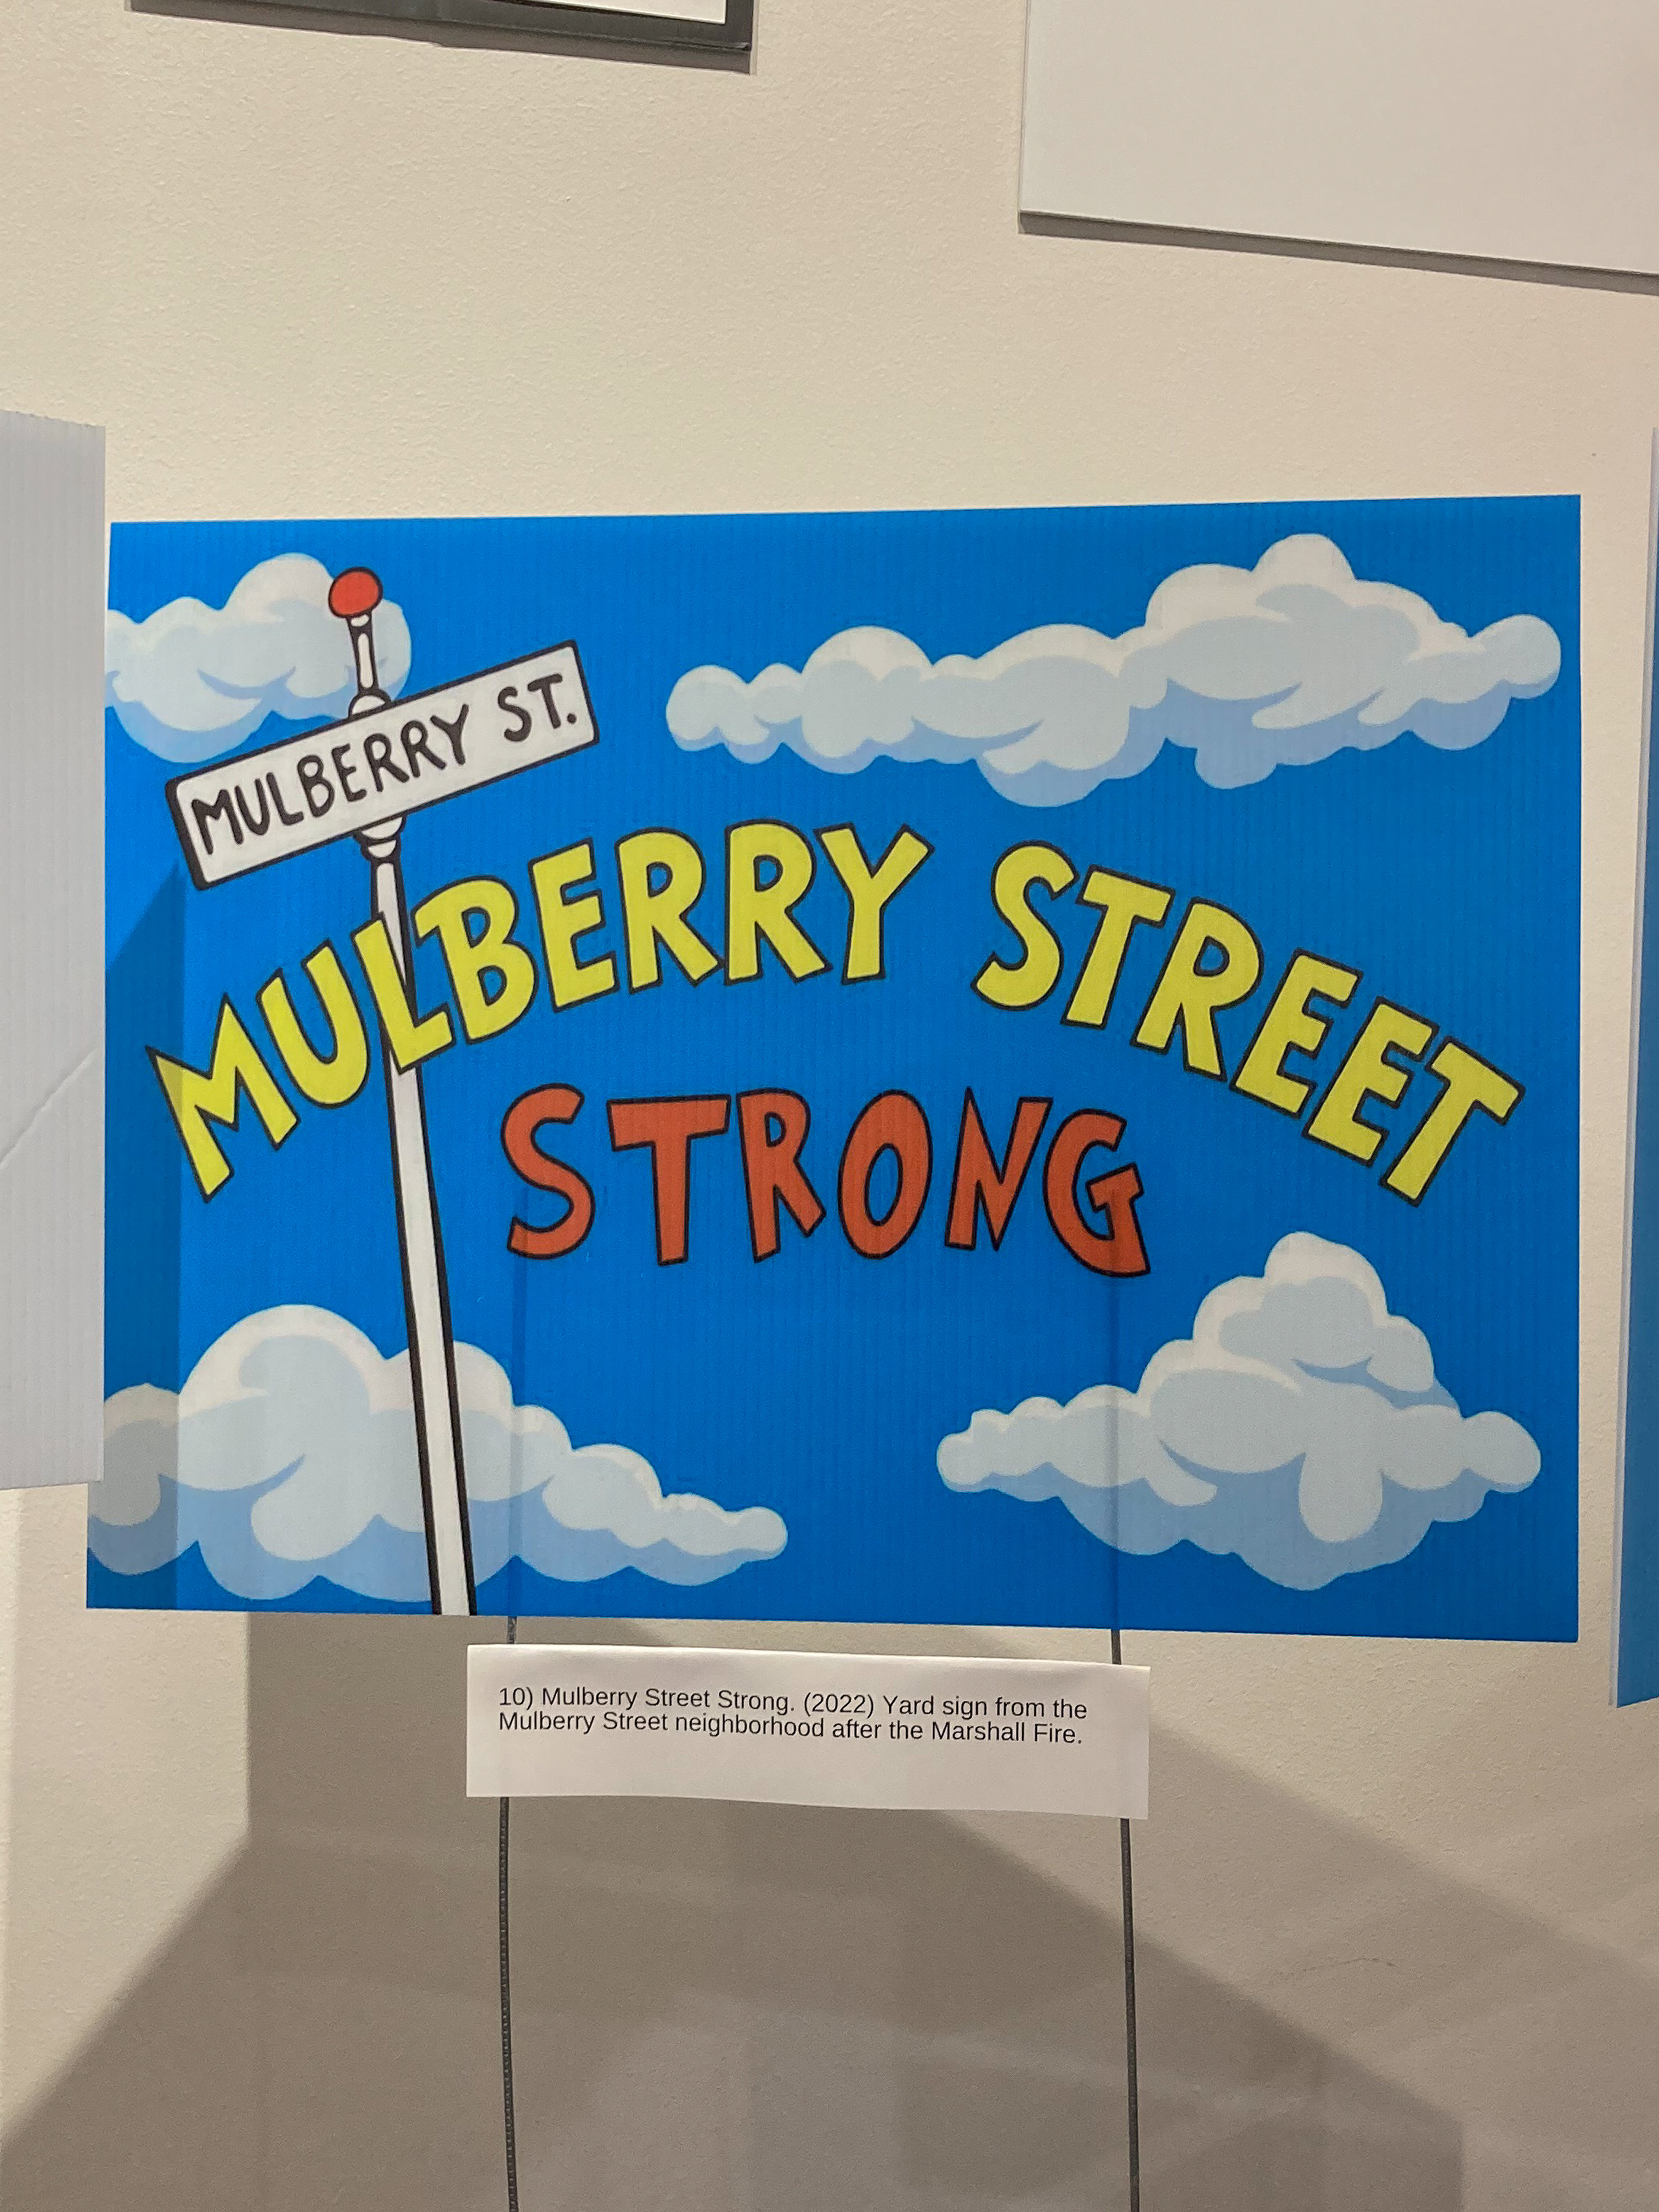 MULBERRY ST.
MULBERRY STREET
STRONG
10) Mulberry Street Strong. (2022) Yard sign from the
Mulberry Street neighborhood after the Marshall Fire.